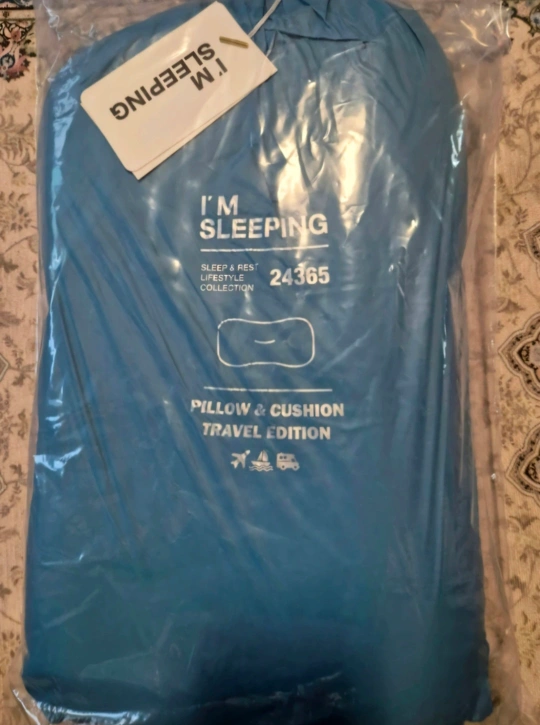 I'M
SLEEPING
I'M
SLEEPING
SLEEP & REST
LIFESTYLE
COLLECTION
24365
PILLOW & CUSHION
TRAVEL EDITION